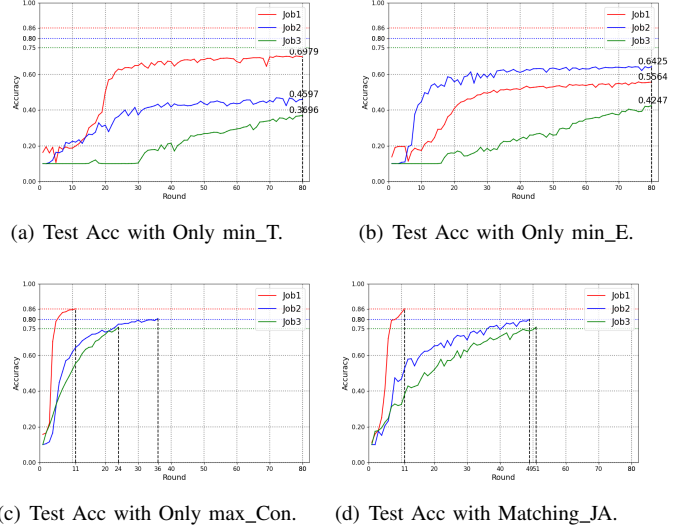 1.00
0.86
0.80
0.75
0.60
0.40
0.20
0.00
Accuracy
0 10 20 30 40 50 60 70 80
Round
Job1
Job2
Job3
0.6979
0.4597
0.3696
(a) Test Acc with Only min_T.
1.00
0.86
0.80
0.75
0.60
0.40
0.20
0.00
Accuracy
0 10 20 30 40 50 60 70 80
Round
Job1
Job2
Job3
0.6425
0.5564
0.4247
(b) Test Acc with Only min_E.
1.00
0.86
0.80
0.75
0.60
0.40
0.20
0.00
Accuracy
0 11 24 36 50 60 70 80
Round
Job1
Job2
Job3
(c) Test Acc with Only max_Con.
1.00
0.86
0.80
0.75
0.60
0.40
0.20
0.00
Accuracy
0 11 20 30 40 4951 60 70 80
Round
Job1
Job2
Job3
(d) Test Acc with Matching_JA.